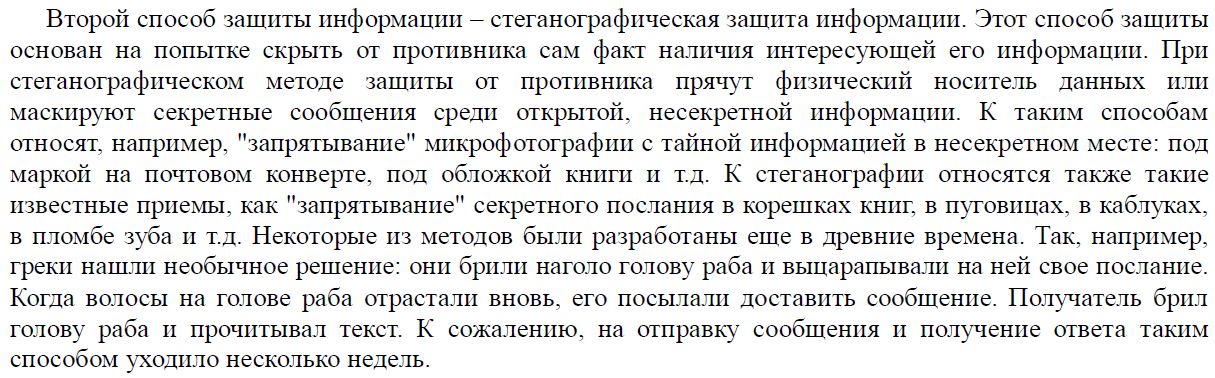 Второй способ защиты информации – стеганографическая защита информации. Этот способ защиты
основан на попытке скрыть от противника сам факт наличия интересующей его информации. При
стеганографическом методе защиты от противника прячут физический носитель данных или
маскируют секретные сообщения среди открытой, несекретной информации. К таким способам
относят, например, "запрятывание" микрофотографии с тайной информацией в несекретном месте: под
маркой на почтовом конверте, под обложкой книги и т.д. К стеганографии относятся также такие
известные приемы, как "запрятывание" секретного послания в корешках книг, в пуговицах, в каблуках,
в пломбе зуба и т.д. Некоторые из методов были разработаны еще в древние времена. Так, например,
греки нашли необычное решение: они брили наголо голову раба и выцарапывали на ней свое послание.
Когда волосы на голове раба отрастали вновь, его посылали доставить сообщение. Получатель брил
голову раба и прочитывал текст. К сожалению, на отправку сообщения и получение ответа таким
способом уходило несколько недель.